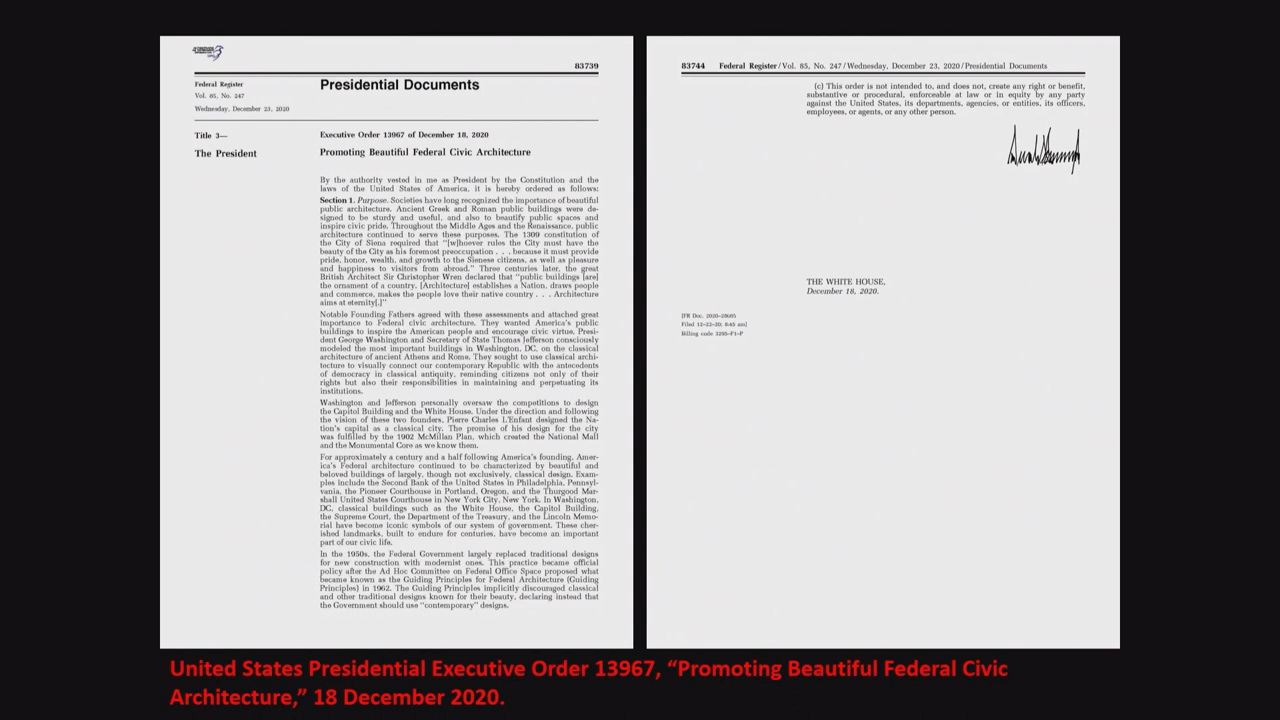 83739
Federal Register
Vol. 85, No. 247
Wednesday, December 23, 2020
Presidential Documents
Title 3—
The President
Executive Order 13967 of December 18, 2020
Promoting Beautiful Federal Civic Architecture
By the authority vested in me as President by the Constitution and the
laws of the United States of America, it is hereby ordered as follows:
Section 1. Purpose. Societies have long recognized the importance of beautiful
public architecture. Ancient Greek and Roman public buildings were de-
signed to be sturdy and useful, and also to beautify public spaces and
inspire civic pride. Throughout the Middle Ages and the Renaissance, public
architecture continued to serve these purposes. The 1309 constitution of
the City of Siena required that “[w]hoever rules the City must have the
beauty of the City as his foremost preoccupation . . . because it must provide
pride, honor, wealth, and growth to the Sienese citizens, as well as pleasure
and happiness to visitors from abroad.” Three centuries later, the great
British Architect Sir Christopher Wren declared that “public buildings [are]
the ornament of a country. [Architecture] establishes a Nation, draws people
and commerce, makes the people love their native country . . . Architecture
aims at eternity[.]”
Notable Founding Fathers agreed with these assessments and attached great
importance to Federal civic architecture. They wanted America’s public
buildings to inspire the American people and encourage civic virtue. Presi-
dent George Washington and Secretary of State Thomas Jefferson consciously
modeled the most important buildings in Washington, DC, on the classical
architecture of ancient Athens and Rome. They sought to use classical archi-
tecture to visually connect our contemporary Republic with the antecedents
of democracy in classical antiquity, reminding citizens not only of their
rights but also their responsibilities in maintaining and perpetuating its
institutions.
Washington and Jefferson personally oversaw the competitions to design
the Capitol Building and the White House. Under the direction and following
the vision of these two founders, Pierre Charles L’Enfant designed the Na-
tion’s capital as a classical city. The promise of his design for the city
was fulfilled by the 1902 McMillan Plan, which created the National Mall
and the Monumental Core as we know them.
For approximately a century and a half following America’s founding, Amer-
ica’s Federal architecture continued to be characterized by beautiful and
beloved buildings of largely, though not exclusively, classical design. Exam-
ples include the Second Bank of the United States in Philadelphia, Pennsyl-
vania, the Pioneer Courthouse in Portland, Oregon, and the Thurgood Mar-
shall United States Courthouse in New York City, New York. In Washington,
DC, classical buildings such as the White House, the Capitol Building,
the Supreme Court, the Department of the Treasury, and the Lincoln Memo-
rial have become iconic symbols of our system of government. These cher-
ished landmarks, built to endure for centuries, have become an important
part of our civic life.
In the 1950s, the Federal Government largely replaced traditional designs
for new construction with modernist ones. This practice became official
policy after the Ad Hoc Committee on Federal Office Space proposed what
became known as the Guiding Principles for Federal Architecture (Guiding
Principles) in 1962. The Guiding Principles implicitly discouraged classical
and other traditional designs known for their beauty, declaring instead that
the Government should use “contemporary” designs.
83744 Federal Register / Vol. 85, No. 247 / Wednesday, December 23, 2020 / Presidential Documents
(c) This order is not intended to, and does not, create any right or benefit,
substantive or procedural, enforceable at law or in equity by any party
against the United States, its departments, agencies, or entities, its officers,
employees, or agents, or any other person.
THE WHITE HOUSE,
December 18, 2020.
[FR Doc. 2020–28605
Filed 12–22–20; 8:45 am]
Billing code 3295–F1–P
United States Presidential Executive Order 13967, “Promoting Beautiful Federal Civic
Architecture,” 18 December 2020.